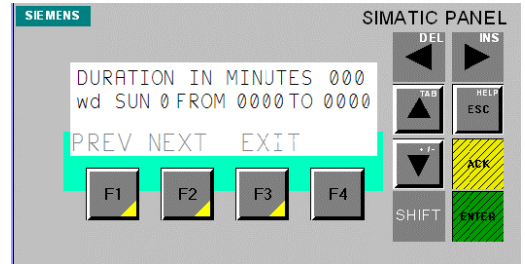 SIEMENS
SIMATIC PANEL
DEL INS
DURATION IN MINUTES 000
wd SUN 0 FROM 0000 TO 0000
TAB HELP
ESC
PREV NEXT EXIT
+ / -
ACK
F1 F2 F3 F4
SHIFT ENTER